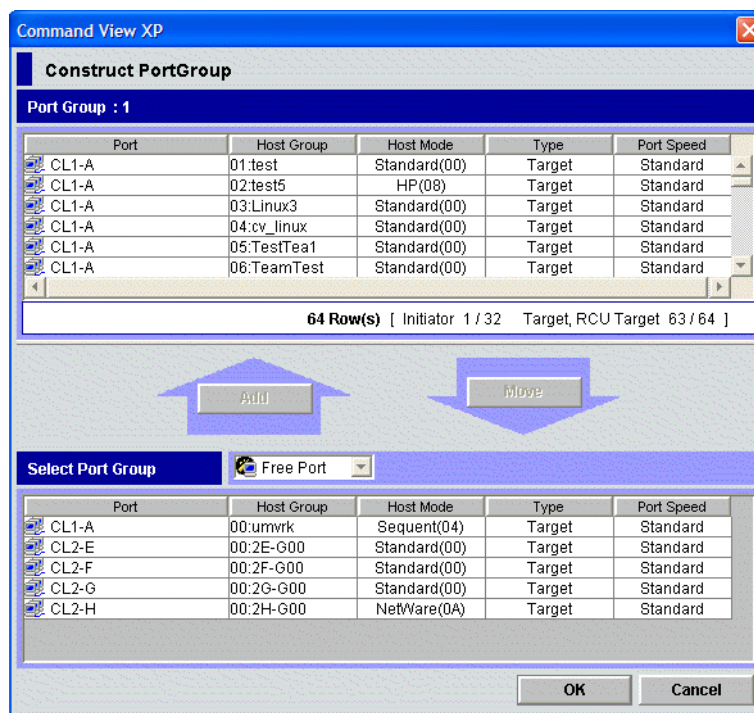 Command View XP
Construct PortGroup
Port Group : 1
Port Host Group Host Mode Type Port Speed
CL1-A 01:test Standard(00) Target Standard
CL1-A 02:test5 HP(08) Target Standard
CL1-A 03:Linux3 Standard(00) Target Standard
CL1-A 04:cv_linux Standard(00) Target Standard
CL1-A 05:TestTea1 Standard(00) Target Standard
CL1-A 06:TeamTest Standard(00) Target Standard
64 Row(s) [ Initiator 1 / 32 Target, RCU Target 63 / 64 ]
Add Move
Select Port Group Free Port
Port Host Group Host Mode Type Port Speed
CL1-A 00:umvrk Sequent(04) Target Standard
CL2-E 00:2E-G00 Standard(00) Target Standard
CL2-F 00:2F-G00 Standard(00) Target Standard
CL2-G 00:2G-G00 Standard(00) Target Standard
CL2-H 00:2H-G00 NetWare(0A) Target Standard
OK Cancel